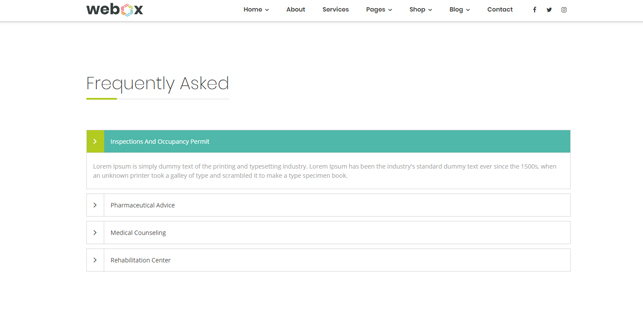 webox
Home About Services Pages Shop Blog Contact
Frequently Asked
Inspections And Occupancy Permit
Lorem Ipsum is simply dummy text of the printing and typesetting industry. Lorem Ipsum has been the industry's standard dummy text ever since the 1500s, when
an unknown printer took a galley of type and scrambled it to make a type specimen book.
Pharmaceutical Advice
Medical Counseling
Rehabilitation Center